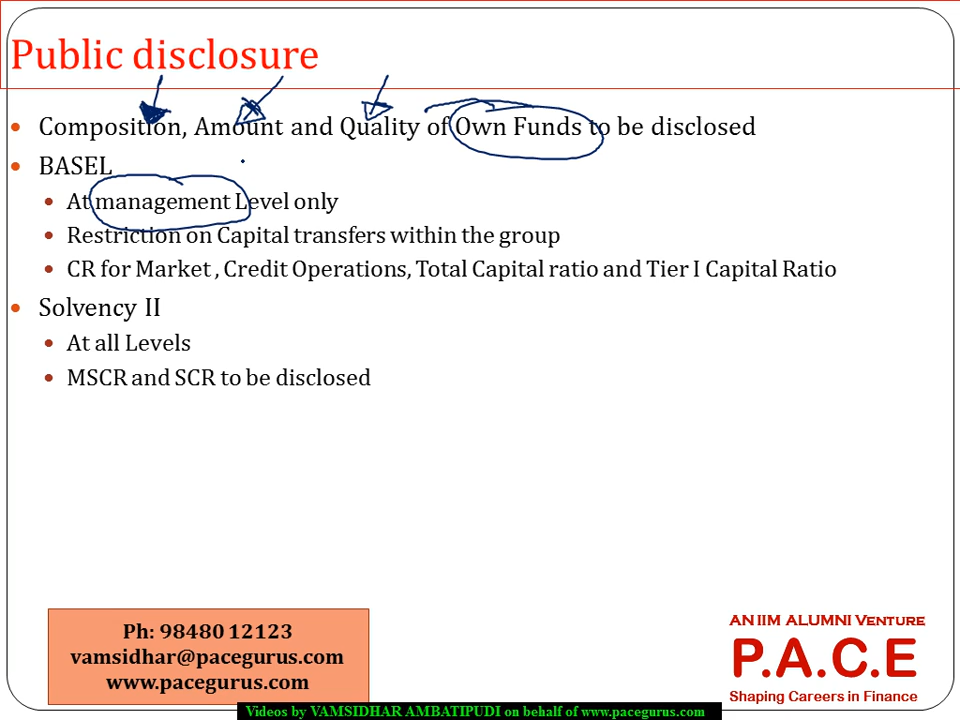 Public disclosure
Composition, Amount and Quality of Own Funds to be disclosed
BASEL
At management Level only
Restriction on Capital transfers within the group
CR for Market , Credit Operations, Total Capital ratio and Tier I Capital Ratio
Solvency II
At all Levels
MSCR and SCR to be disclosed
Ph: 98480 12123
vamsidhar@pacegurus.com
www.pacegurus.com
AN IIM ALUMNI VENTURE
P.A.C.E
Shaping Careers in Finance
Videos by VAMSIDHAR AMBATIPUDI on behalf of www.pacegurus.com